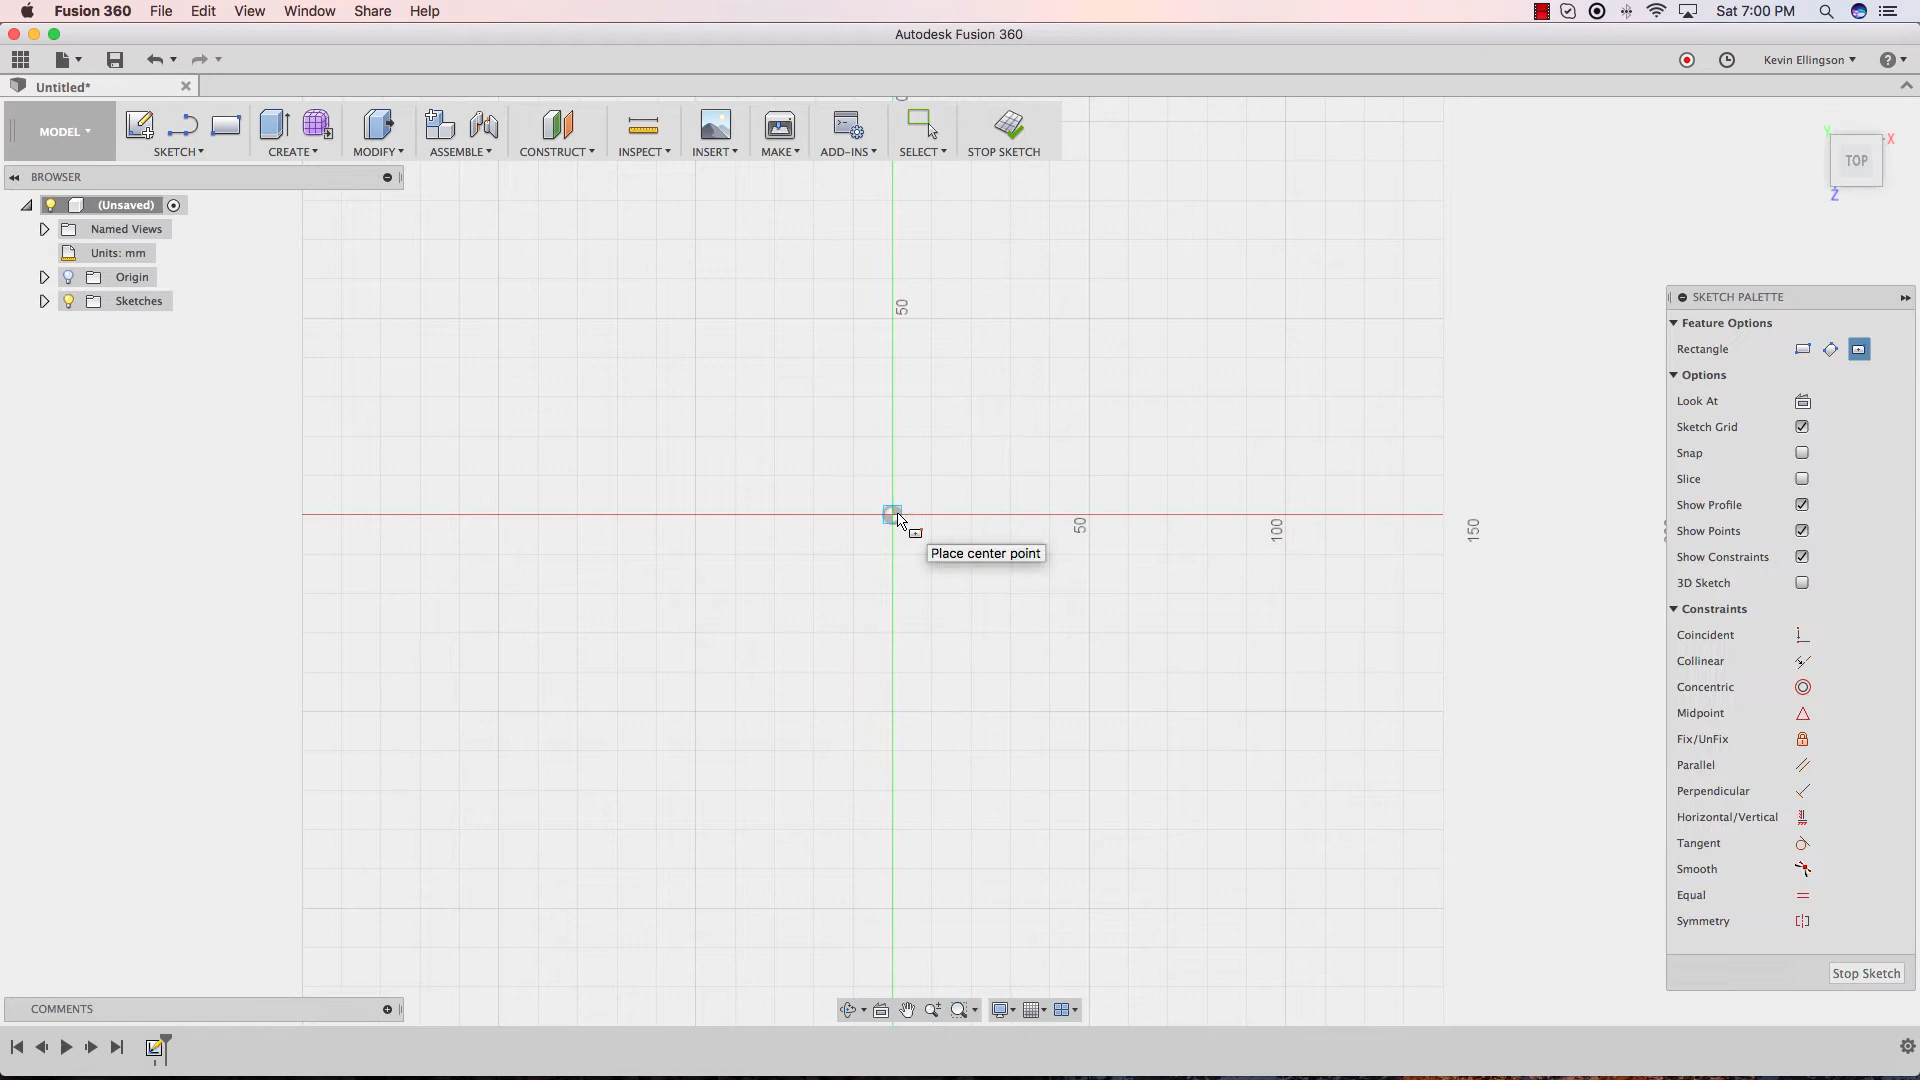 Fusion 360 File Edit View Window Share Help Sat 7:00 PM
Autodesk Fusion 360
Kevin Ellingson
Untitled*
MODEL SKETCH CREATE MODIFY ASSEMBLE CONSTRUCT INSPECT INSERT MAKE ADD-INS SELECT STOP SKETCH
TOP
X
Y
Z
BROWSER
(Unsaved)
Named Views
Units: mm
Origin
Sketches
50
50
100
150
Place center point
SKETCH PALETTE
Feature Options
Rectangle
Options
Look At
Sketch Grid
Snap
Slice
Show Profile
Show Points
Show Constraints
3D Sketch
Constraints
Coincident
Collinear
Concentric
Midpoint
Fix/UnFix
Parallel
Perpendicular
Horizontal/Vertical
Tangent
Smooth
Equal
Symmetry
Stop Sketch
COMMENTS